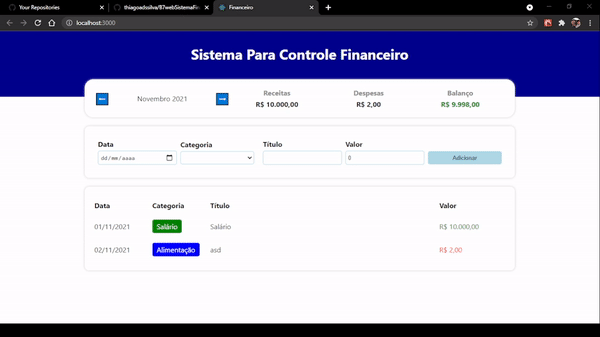 Your Repositories
thiagoadssilva/B7webSistemaFin
Financeiro
localhost:3000
Sistema Para Controle Financeiro
Novembro 2021
Receitas
R$ 10.000,00
Despesas
R$ 2,00
Balanço
R$ 9.998,00
Data Categoria Título Valor
dd/mm/aaaa 0 Adicionar
Data Categoria Título Valor
01/11/2021 Salário Salário R$ 10.000,00
02/11/2021 Alimentação asd R$ 2,00